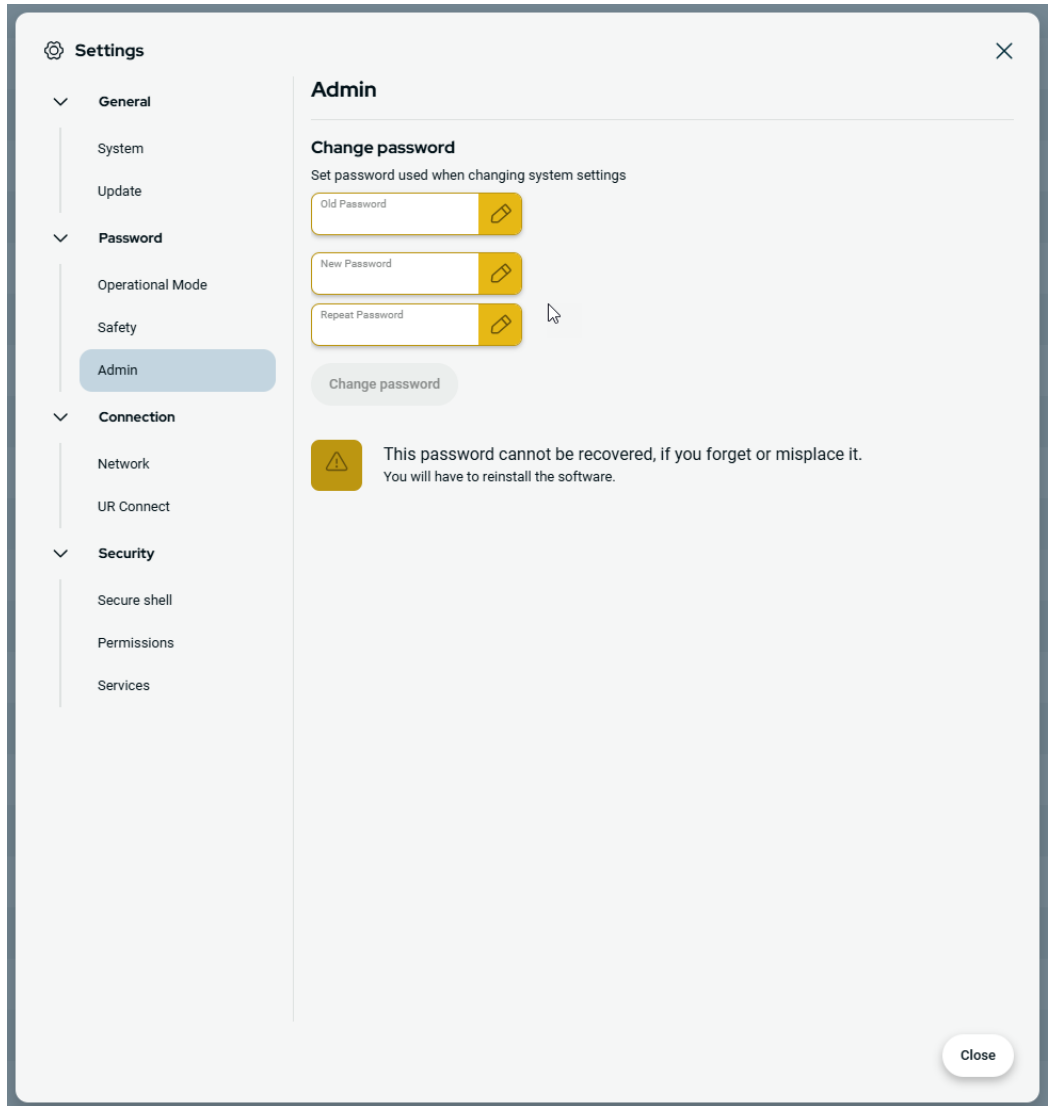 Settings
General
System
Update
Password
Operational Mode
Safety
Admin
Connection
Network
UR Connect
Security
Secure shell
Permissions
Services
Admin
Change password
Set password used when changing system settings
Old Password
New Password
Repeat Password
Change password
This password cannot be recovered, if you forget or misplace it.
You will have to reinstall the software.
Close